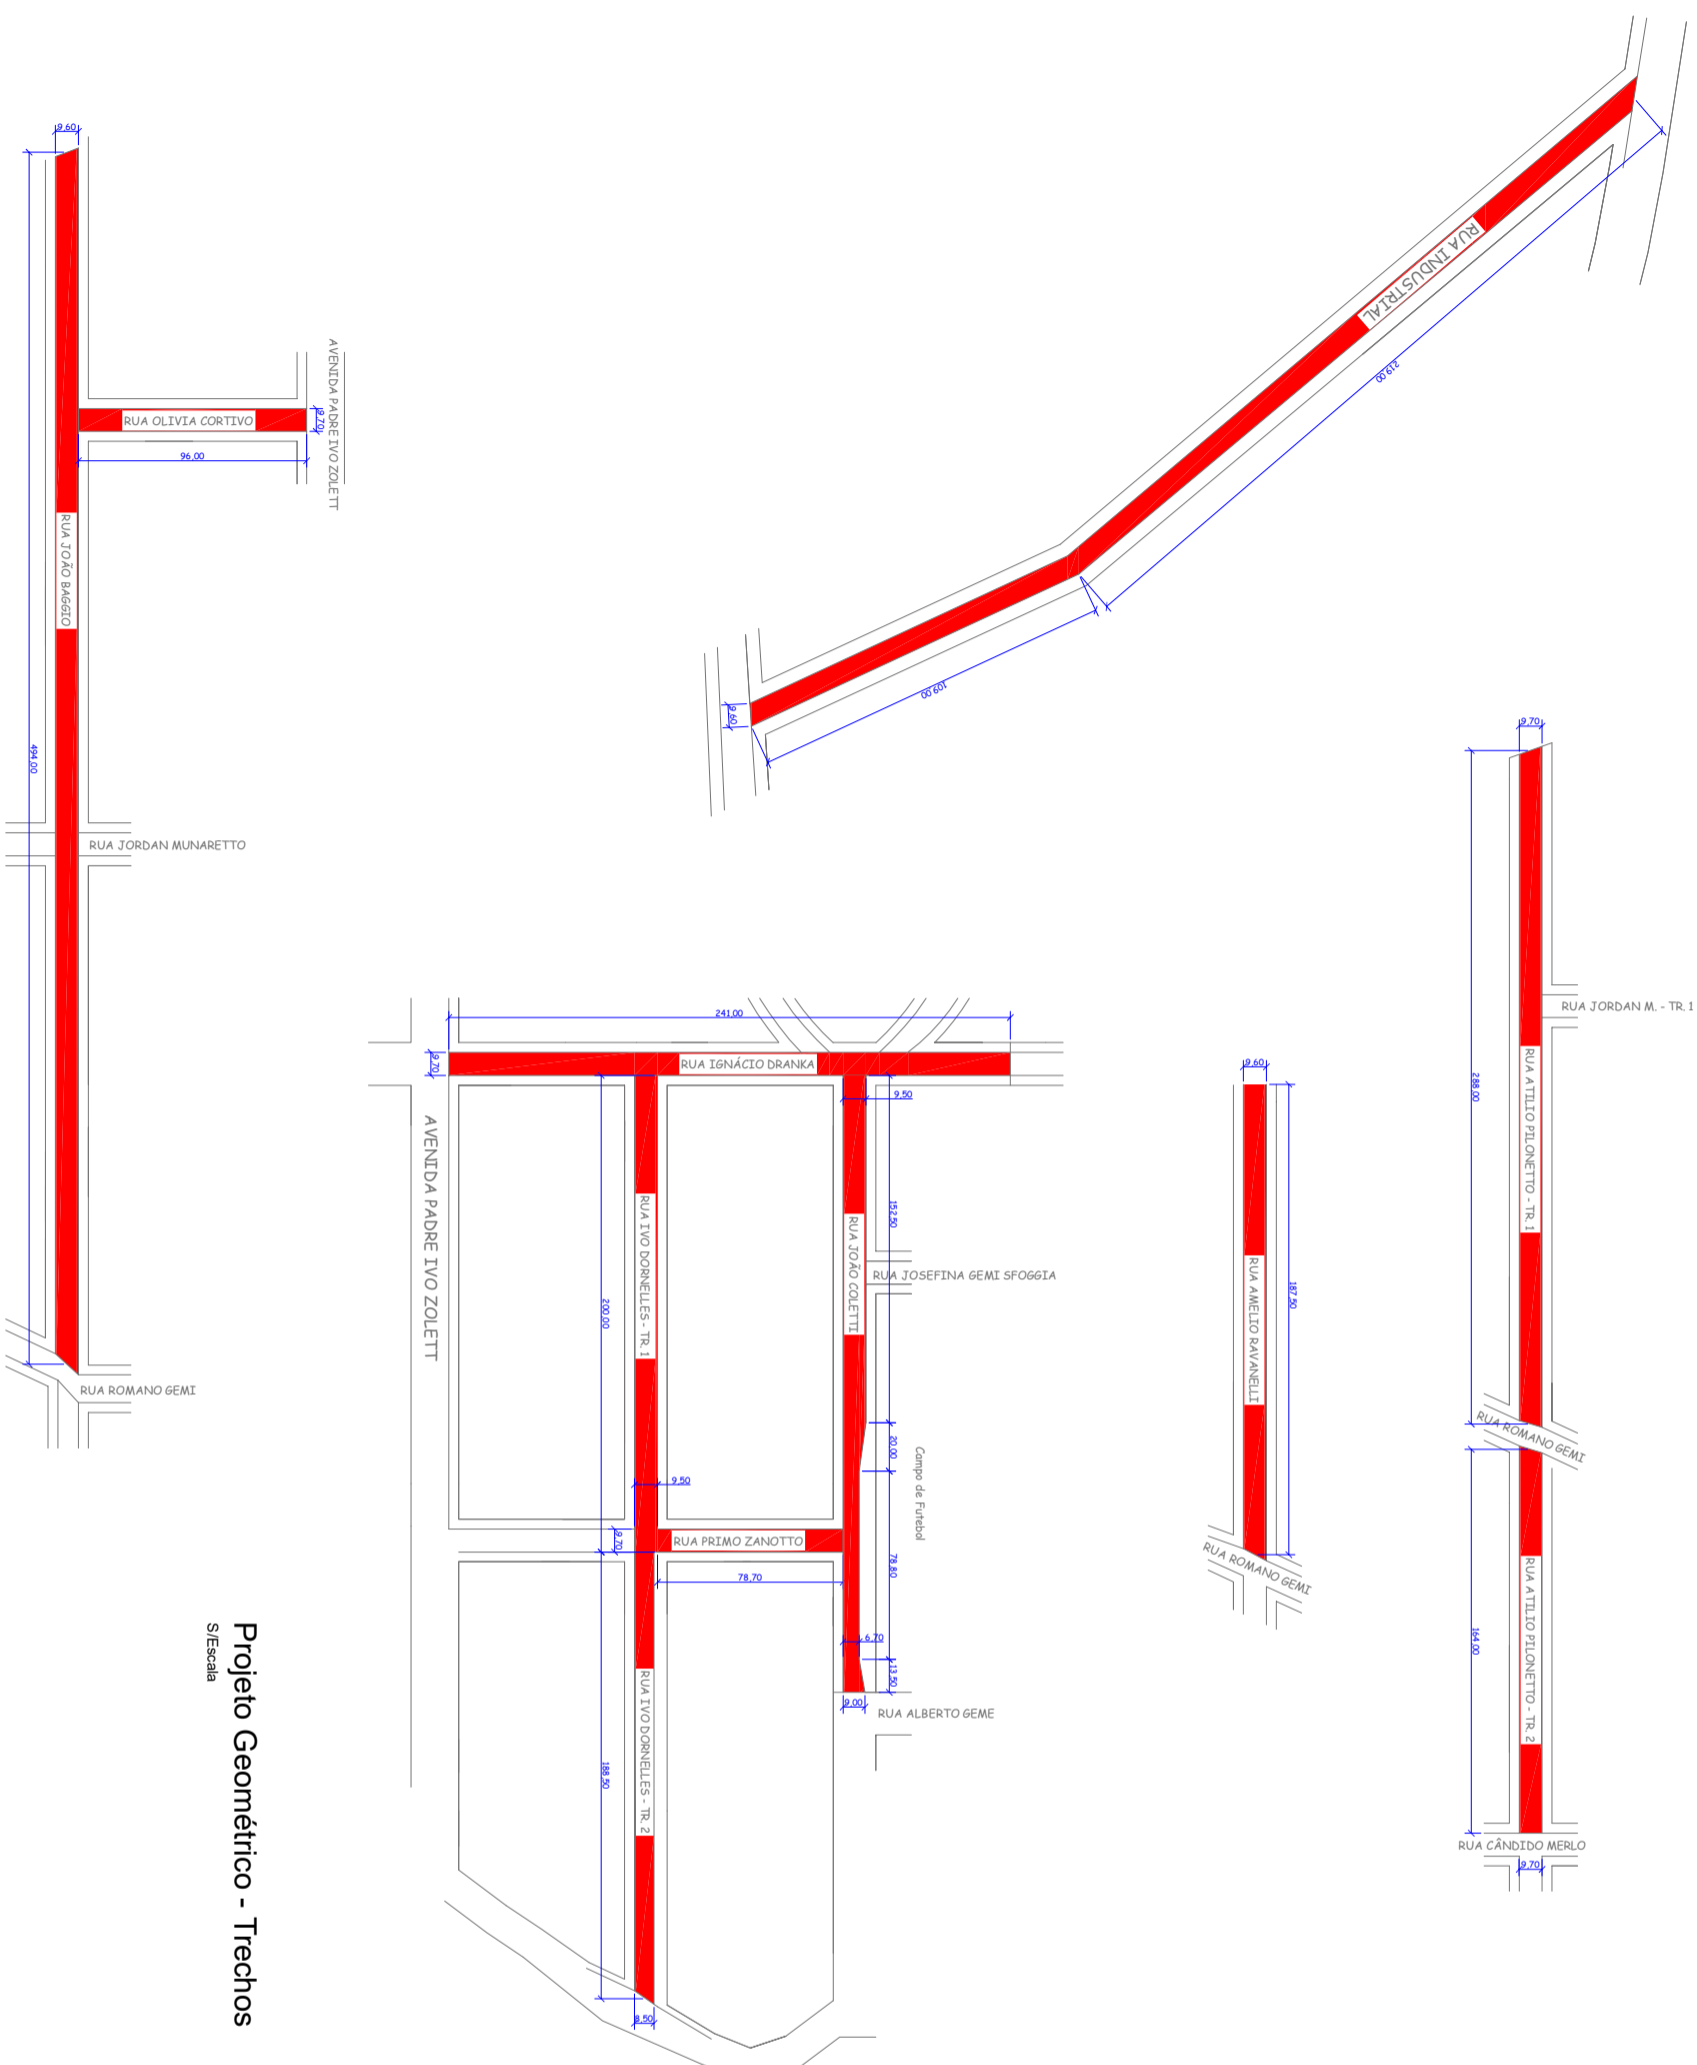 9,60
RUA INDUSTRIAL
219,00
109,00
9,60
AVENIDA PADRE IVO ZOLETT
RUA OLIVIA CORTIVO
9,70
96,00
RUA JOÃO BAGGIO
494,00
RUA JORDAN MUNARETTO
RUA ROMANO GEMI
9,70
288,00
RUA JORDAN M. - TR. 1
RUA ATILIO PILONETTO - TR. 1
RUA ROMANO GEMI
164,00
RUA ATILIO PILONETTO - TR. 2
RUA CÂNDIDO MERLO
9,70
241,00
9,70
RUA IGNÁCIO DRANKA
9,50
AVENIDA PADRE IVO ZOLETT
152,50
RUA IVO DORNELLES - TR. 1
RUA JOÃO COLETTI
RUA JOSEFINA GEMI SFOGGIA
200,00
20,00
Campo de Futebol
9,50
9,70
RUA PRIMO ZANOTTO
78,80
78,70
6,70
13,50
9,00
RUA ALBERTO GEME
RUA IVO DORNELLES - TR. 2
188,50
8,50
9,60
187,50
RUA AMELIO RAVANELLI
RUA ROMANO GEMI
Projeto Geométrico - Trechos
S/Escala